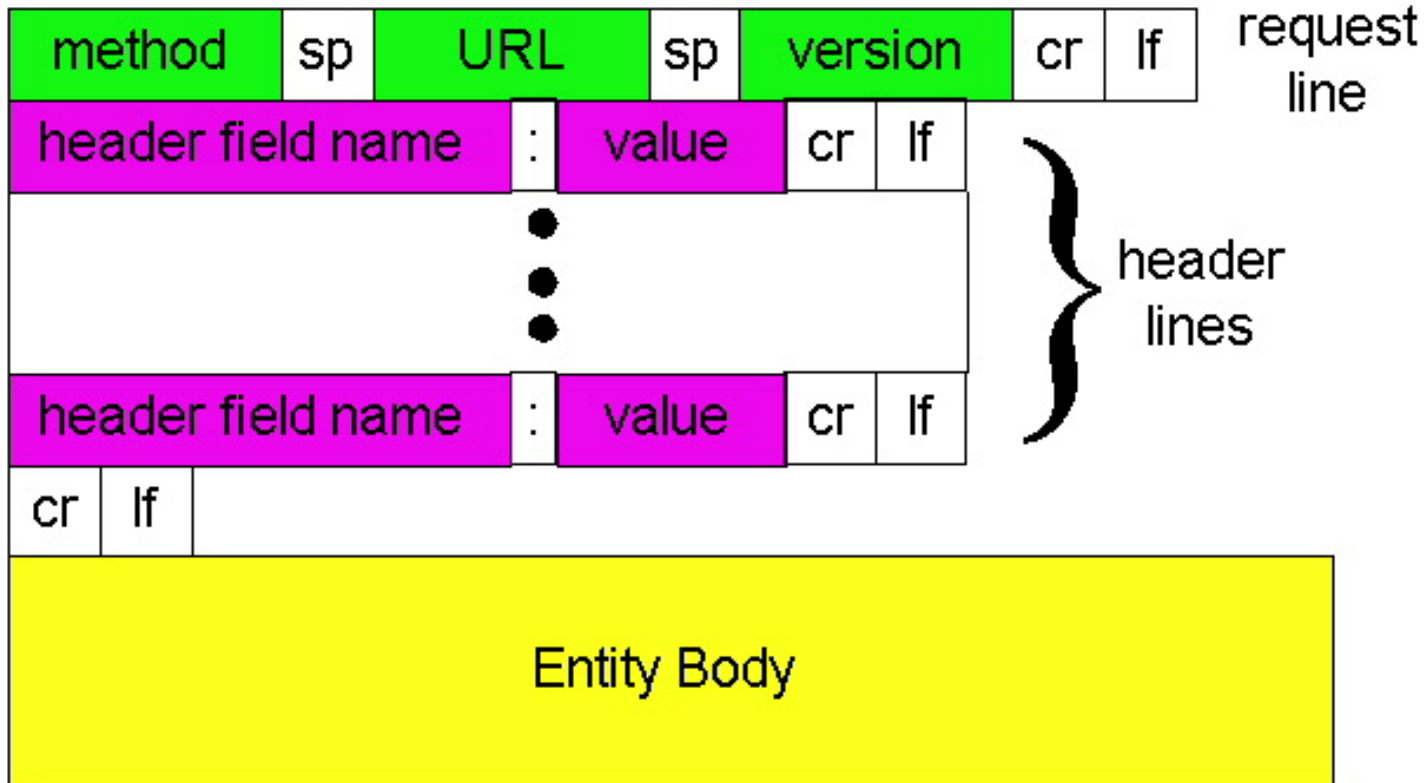 method sp URL sp version cr lf
request
line
header field name : value cr lf
header
lines
header field name : value cr lf
cr lf
Entity Body